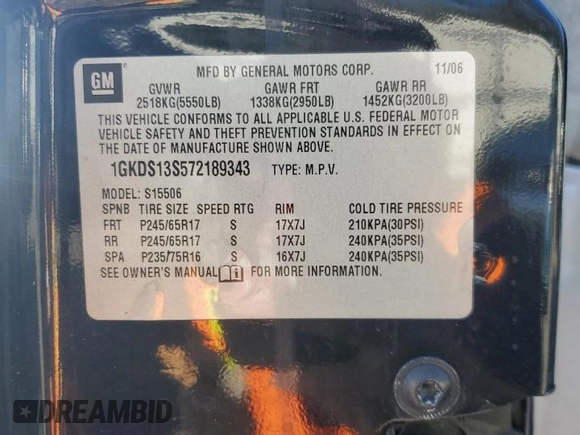 GM
MFD BY GENERAL MOTORS CORP. 11/06
GVWR GAWR FRT GAWR RR
2518KG(5550LB) 1338KG(2950LB) 1452KG(3200LB)
THIS VEHICLE CONFORMS TO ALL APPLICABLE U.S. FEDERAL MOTOR
VEHICLE SAFETY AND THEFT PREVENTION STANDARDS IN EFFECT ON
THE DATE OF MANUFACTURE SHOWN ABOVE.
1GKDS13S572189343 TYPE: M.P.V.
MODEL: S15506
SPNB TIRE SIZE SPEED RTG RIM COLD TIRE PRESSURE
FRT P245/65R17 S 17X7J 210KPA(30PSI)
RR P245/65R17 S 17X7J 240KPA(35PSI)
SPA P235/75R16 S 16X7J 240KPA(35PSI)
SEE OWNER'S MANUAL FOR MORE INFORMATION.
DREAMBID